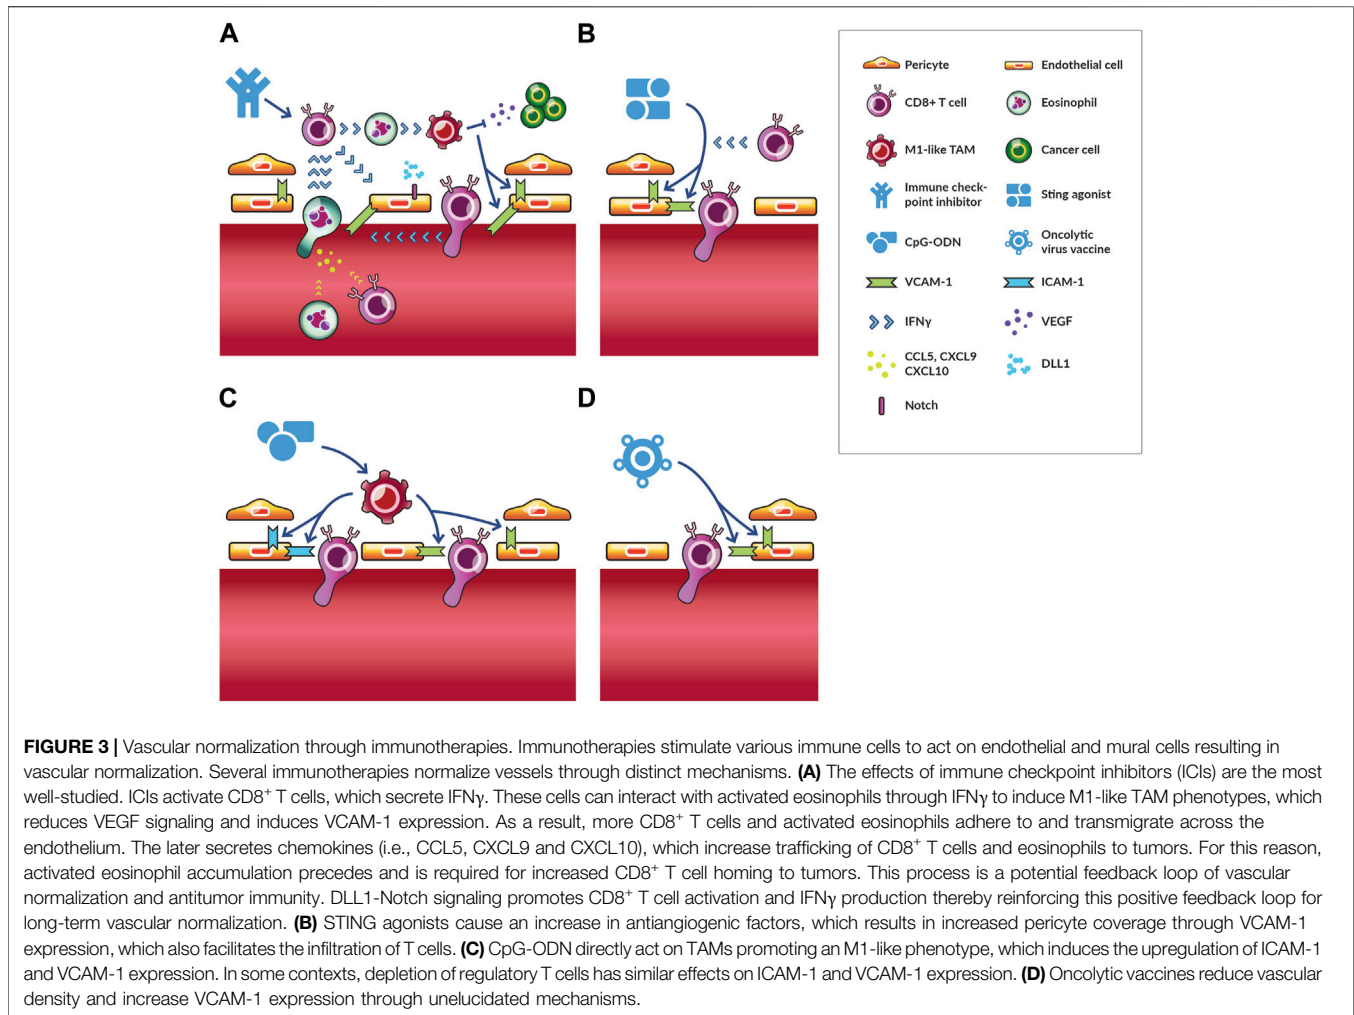 A
B
Pericyte
Endothelial cell
CD8+ T cell
Eosinophil
M1-like TAM
Cancer cell
Immune check-
point inhibitor
Sting agonist
CpG-ODN
Oncolytic
virus vaccine
VCAM-1
ICAM-1
IFNγ
VEGF
CCL5, CXCL9
CXCL10
DLL1
Notch
C
D
FIGURE 3 | Vascular normalization through immunotherapies. Immunotherapies stimulate various immune cells to act on endothelial and mural cells resulting in
vascular normalization. Several immunotherapies normalize vessels through distinct mechanisms. (A) The effects of immune checkpoint inhibitors (ICIs) are the most
well-studied. ICIs activate CD8⁺ T cells, which secrete IFNγ. These cells can interact with activated eosinophils through IFNγ to induce M1-like TAM phenotypes, which
reduces VEGF signaling and induces VCAM-1 expression. As a result, more CD8⁺ T cells and activated eosinophils adhere to and transmigrate across the
endothelium. The later secretes chemokines (i.e., CCL5, CXCL9 and CXCL10), which increase trafficking of CD8⁺ T cells and eosinophils to tumors. For this reason,
activated eosinophil accumulation precedes and is required for increased CD8⁺ T cell homing to tumors. This process is a potential feedback loop of vascular
normalization and antitumor immunity. DLL1-Notch signaling promotes CD8⁺ T cell activation and IFNγ production thereby reinforcing this positive feedback loop for
long-term vascular normalization. (B) STING agonists cause an increase in antiangiogenic factors, which results in increased pericyte coverage through VCAM-1
expression, which also facilitates the infiltration of T cells. (C) CpG-ODN directly act on TAMs promoting an M1-like phenotype, which induces the upregulation of ICAM-1
and VCAM-1 expression. In some contexts, depletion of regulatory T cells has similar effects on ICAM-1 and VCAM-1 expression. (D) Oncolytic vaccines reduce vascular
density and increase VCAM-1 expression through unelucidated mechanisms.